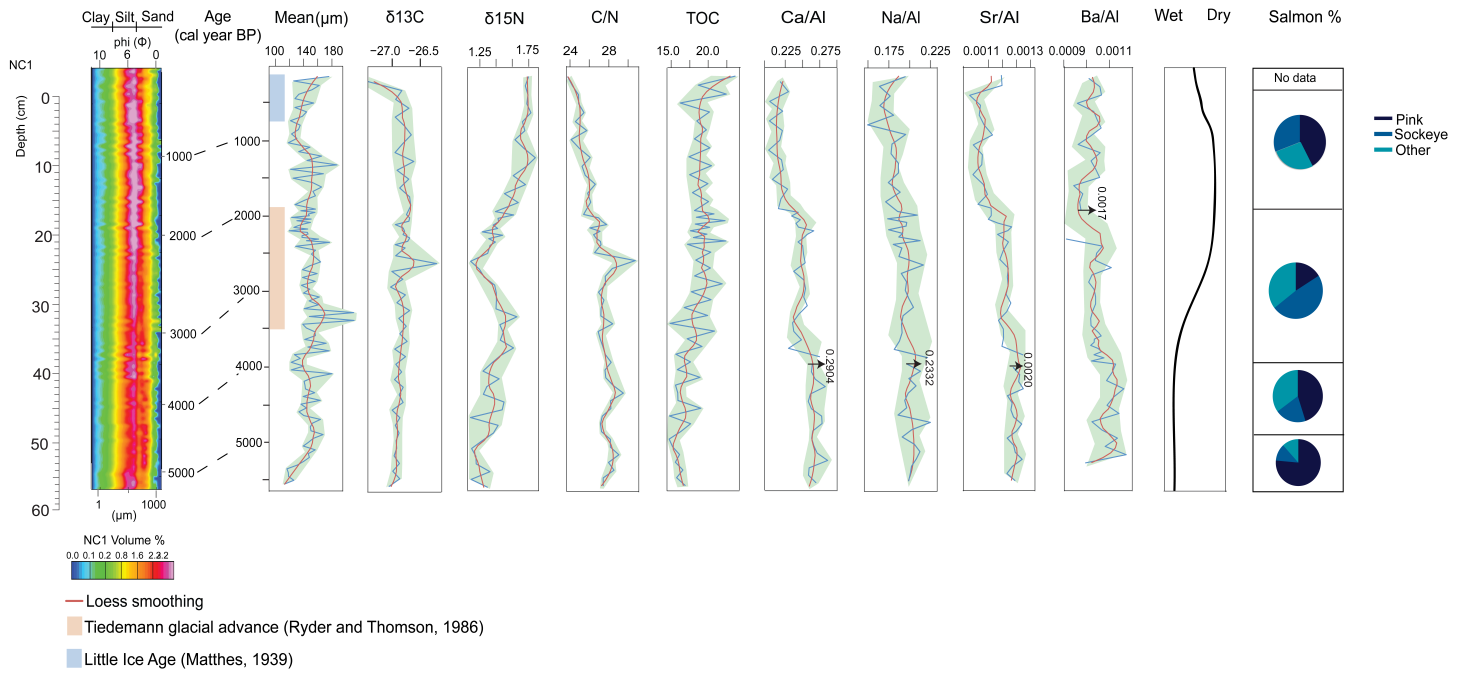 Clay Silt Sand
Age
(cal year BP)
Mean(µm)
δ13C
δ15N
C/N
TOC
Ca/Al
Na/Al
Sr/Al
Ba/Al
Wet Dry
Salmon %
phi (Φ)
10 6 0
100 140 180
−27.0 −26.5
1.25 1.75
24 28
15.0 20.0
0.225 0.275
0.175 0.225
0.0011 0.0013
0.0009 0.0011
NC1
No data
Depth (cm)
0
10
20
30
40
50
60
1000
2000
3000
4000
5000
1000
2000
3000
4000
5000
0.2904
0.2332
0.0020
0.0017
Pink
Sockeye
Other
1 1000
(µm)
NC1 Volume %
0.0 0.1 0.2 0.8 1.6
Loess smoothing
Tiedemann glacial advance (Ryder and Thomson, 1986)
Little Ice Age (Matthes, 1939)